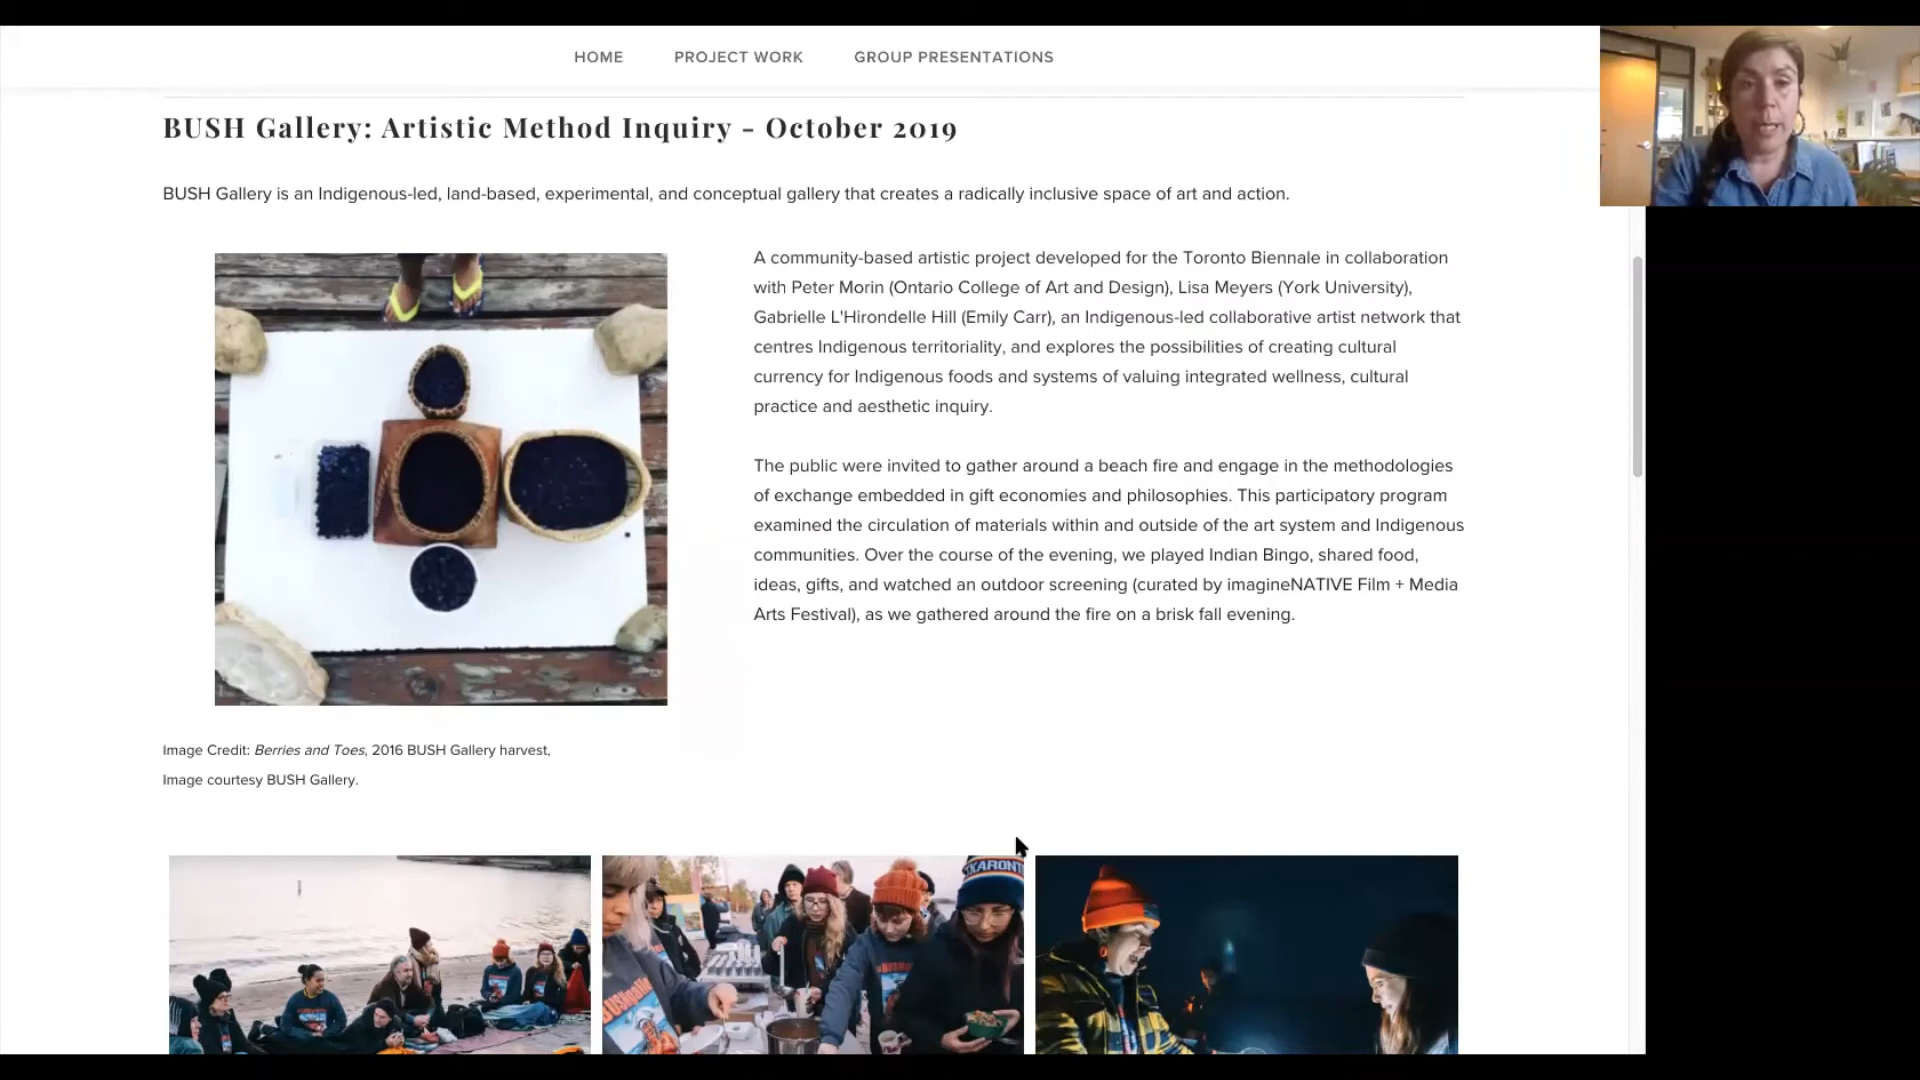 HOME PROJECT WORK GROUP PRESENTATIONS
BUSH Gallery: Artistic Method Inquiry - October 2019
BUSH Gallery is an Indigenous-led, land-based, experimental, and conceptual gallery that creates a radically inclusive space of art and action.
A community-based artistic project developed for the Toronto Biennale in collaboration
with Peter Morin (Ontario College of Art and Design), Lisa Meyers (York University),
Gabrielle L'Hirondelle Hill (Emily Carr), an Indigenous-led collaborative artist network that
centres Indigenous territoriality, and explores the possibilities of creating cultural
currency for Indigenous foods and systems of valuing integrated wellness, cultural
practice and aesthetic inquiry.
The public were invited to gather around a beach fire and engage in the methodologies
of exchange embedded in gift economies and philosophies. This participatory program
examined the circulation of materials within and outside of the art system and Indigenous
communities. Over the course of the evening, we played Indian Bingo, shared food,
ideas, gifts, and watched an outdoor screening (curated by imagineNATIVE Film + Media
Arts Festival), as we gathered around the fire on a brisk fall evening.
Image Credit: Berries and Toes, 2016 BUSH Gallery harvest,
Image courtesy BUSH Gallery.